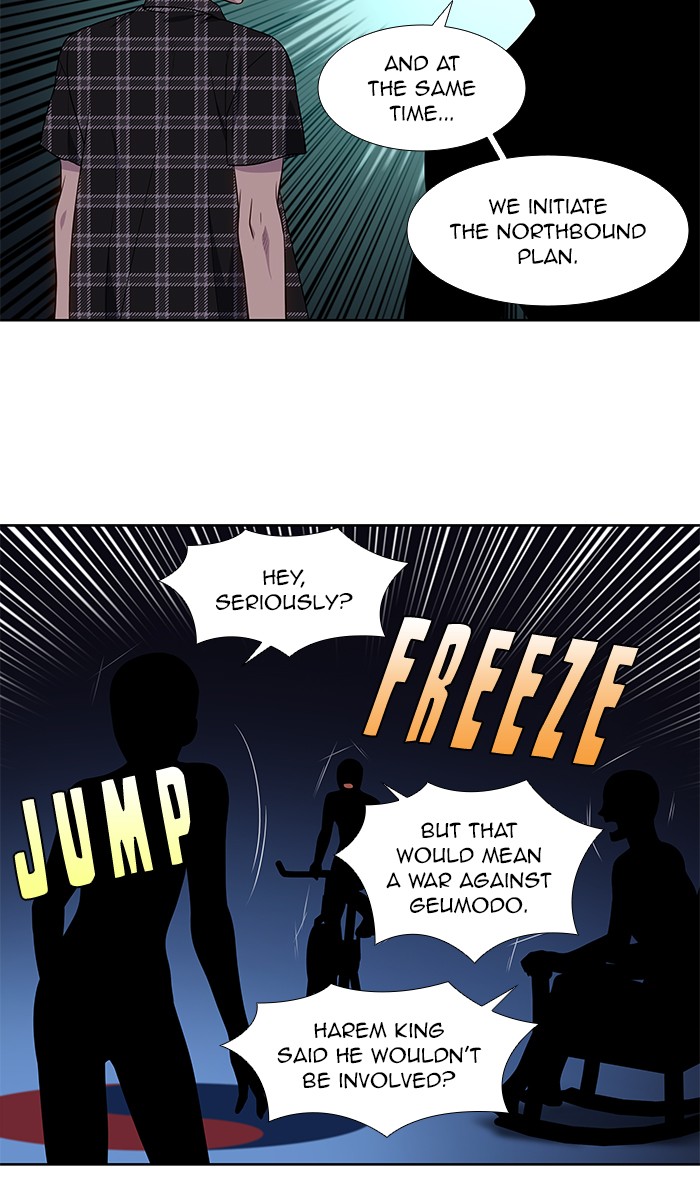 AND AT
THE SAME
TIME...
WE INITIATE
THE NORTHBOUND
PLAN.
HEY,
SERIOUSLY?
FREEZE
JUMP
BUT THAT
WOULD MEAN
A WAR AGAINST
GEUMODO.
HAREM KING
SAID HE WOULDN'T
BE INVOLVED?